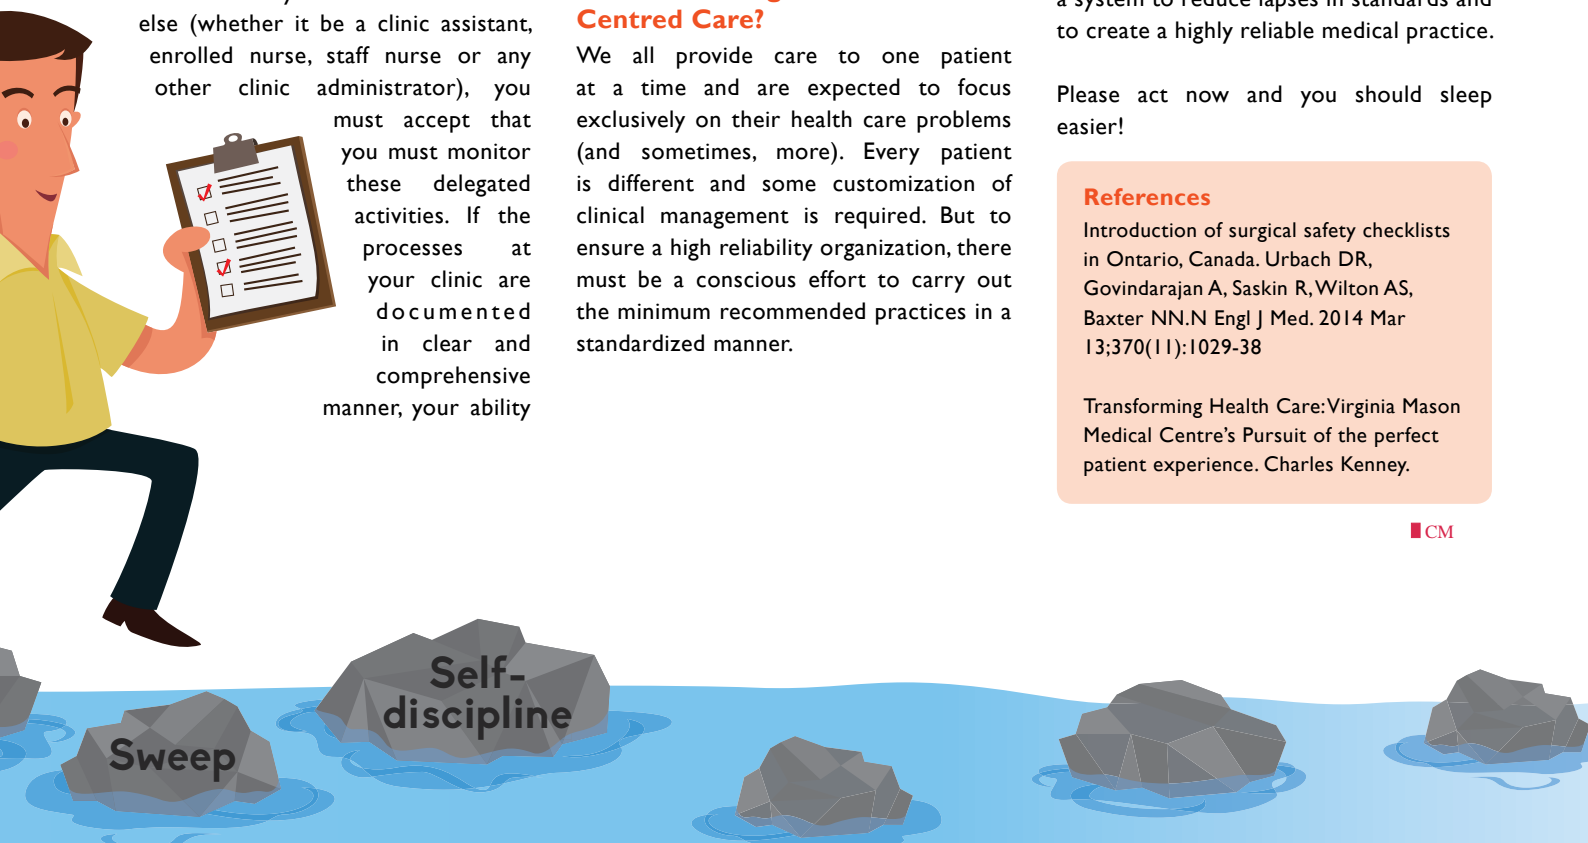 else (whether it be a clinic assistant,
enrolled nurse, staff nurse or any
other clinic administrator), you
must accept that
you must monitor
these delegated
activities. If the
processes at
your clinic are
documented
in clear and
comprehensive
manner, your ability
Centred Care?
We all provide care to one patient
at a time and are expected to focus
exclusively on their health care problems
(and sometimes, more). Every patient
is different and some customization of
clinical management is required. But to
ensure a high reliability organization, there
must be a conscious effort to carry out
the minimum recommended practices in a
standardized manner.
a system to reduce lapses in standards and
to create a highly reliable medical practice.
Please act now and you should sleep
easier!
References
Introduction of surgical safety checklists
in Ontario, Canada. Urbach DR,
Govindarajan A, Saskin R, Wilton AS,
Baxter NN.N Engl J Med. 2014 Mar
13;370(11):1029-38
Transforming Health Care: Virginia Mason
Medical Centre's Pursuit of the perfect
patient experience. Charles Kenney.
CM
Self-
discipline
Sweep